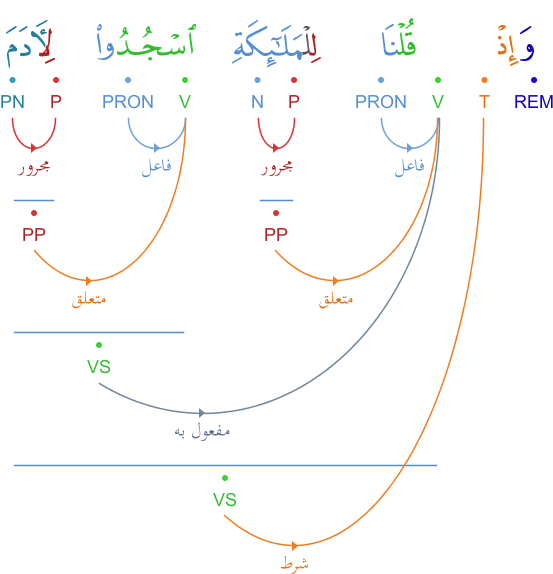 وَإِذْ قُلْنَا لِلْمَلَـٰٓئِكَةِ ٱسْجُدُوا۟ لِـَٔادَمَ
REM T V PRON P N V PRON P PN
فاعل مجرور فاعل مجرور
PP PP
متعلق متعلق
VS
مفعول به
VS
شرط